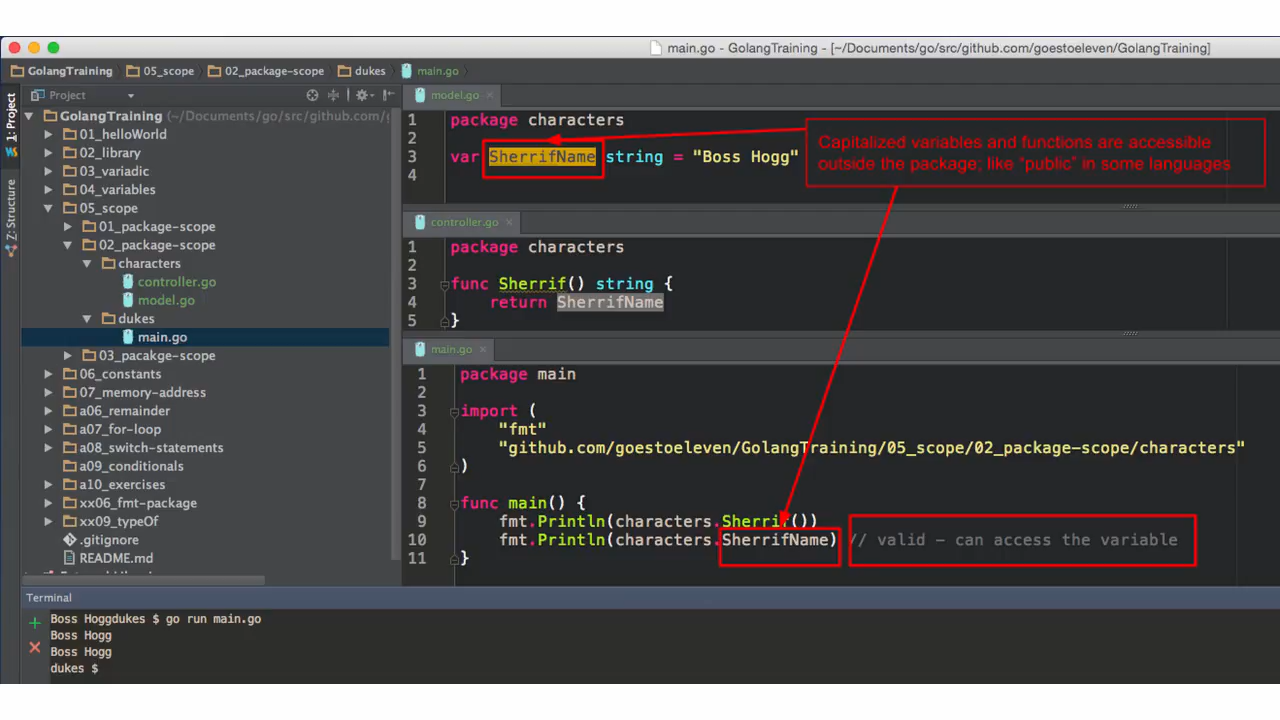 main.go - GolangTraining - [~/Documents/go/src/github.com/goestoeleven/GolangTraining]
GolangTraining 05_scope 02_package-scope dukes main.go
1: Project
Z: Structure
Project
GolangTraining (~/Documents/go/src/github.com/g
01_helloWorld
02_library
03_variadic
04_variables
05_scope
01_package-scope
02_package-scope
characters
controller.go
model.go
dukes
main.go
03_pacakge-scope
06_constants
07_memory-address
a06_remainder
a07_for-loop
a08_switch-statements
a09_conditionals
a10_exercises
xx06_fmt-package
xx09_typeOf
.gitignore
README.md
model.go
1 package characters
2
3 var SherrifName string = "Boss Hogg"
4
Capitalized variables and functions are accessible
outside the package; like "public" in some languages
controller.go
1 package characters
2
3 func Sherrif() string {
4 return SherrifName
5 }
main.go
1 package main
2
3 import (
4 "fmt"
5 "github.com/goestoeleven/GolangTraining/05_scope/02_package-scope/characters"
6 )
7
8 func main() {
9 fmt.Println(characters.Sherrif())
10 fmt.Println(characters.SherrifName) // valid – can access the variable
11 }
Terminal
Boss Hoggdukes $ go run main.go
Boss Hogg
Boss Hogg
dukes $